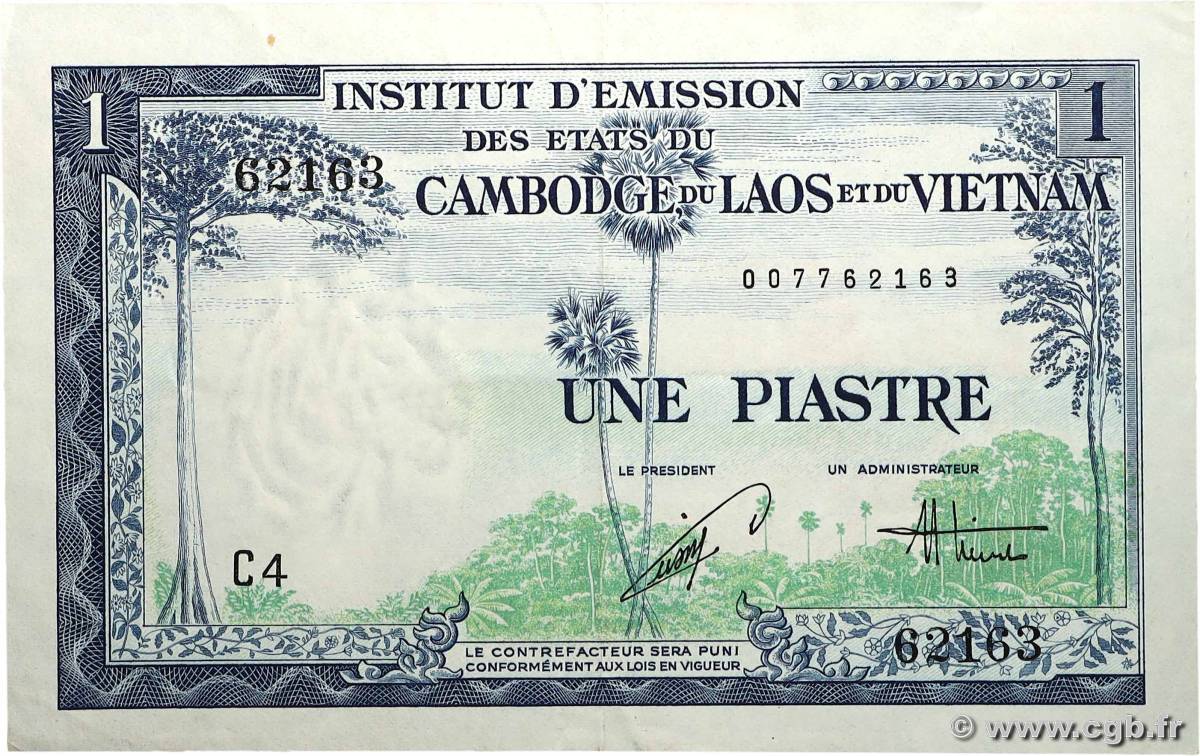 1
INSTITUT D'EMISSION
1
DES ETATS DU
62163
CAMBODGE, DU LAOS ET DU VIETNAM
007762163
UNE PIASTRE
LE PRESIDENT
UN ADMINISTRATEUR
C4
62163
LE CONTREFACTEUR SERA PUNI
CONFORMÉMENT AUX LOIS EN VIGUEUR
© www.cgb.fr